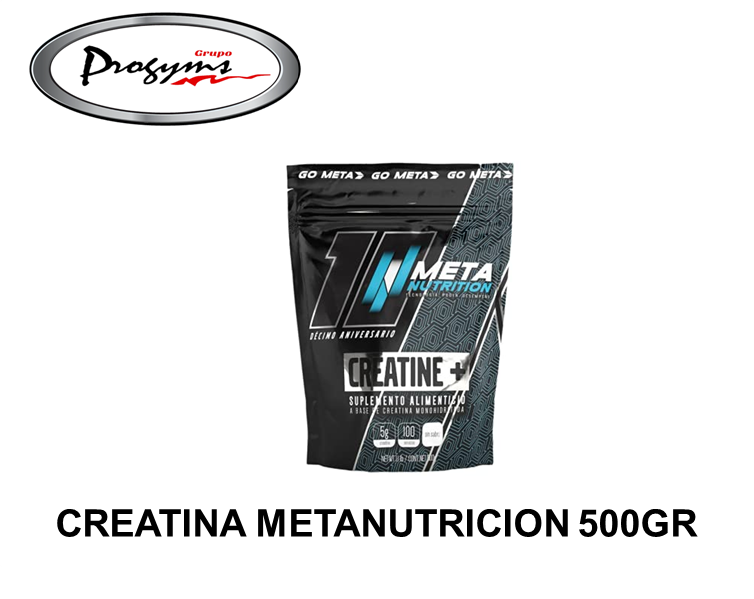 Grupo
Progyms
GO META GO META GO META
10
META
NUTRITION
DÉCIMO ANIVERSARIO
CREATINE +
SUPLEMENTO ALIMENTICIO
A BASE DE CREATINA MONOHIDRATADA
5g 100
CREATINA METANUTRICION 500GR